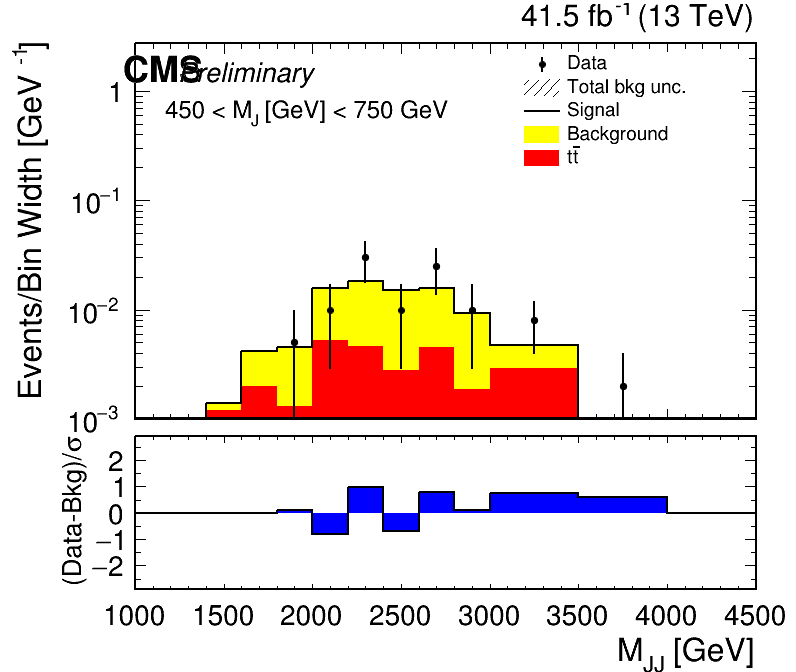 41.5 fb⁻¹ (13 TeV)
CMS Preliminary
450 < M_J [GeV] < 750 GeV
Data
Total bkg unc.
Signal
Background
tt̄
Events/Bin Width [GeV⁻¹]
1
10⁻¹
10⁻²
10⁻³
(Data-Bkg)/σ
2
1
0
−1
−2
1000 1500 2000 2500 3000 3500 4000 4500
M_JJ [GeV]